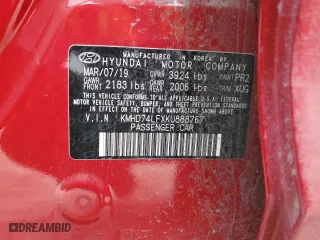 MANUFACTURED IN KOREA BY
HYUNDAI MOTOR COMPANY
MAR/07/19 GVWR 3924 lbs PAINT PR2
GAWR FRONT 2183 lbs GAWR REAR 2006 lbs TRIM XUG
THIS VEHICLE CONFORMS TO ALL APPLICABLE U.S. FEDERAL MOTOR
VEHICLE SAFETY, BUMPER, AND THEFT PREVENTION STANDARDS
IN EFFECT ON THE DATE OF MANUFACTURE SHOWN ABOVE.
V.I.N : KMHD74LFXKU888767
PASSENGER CAR
DREAMBID